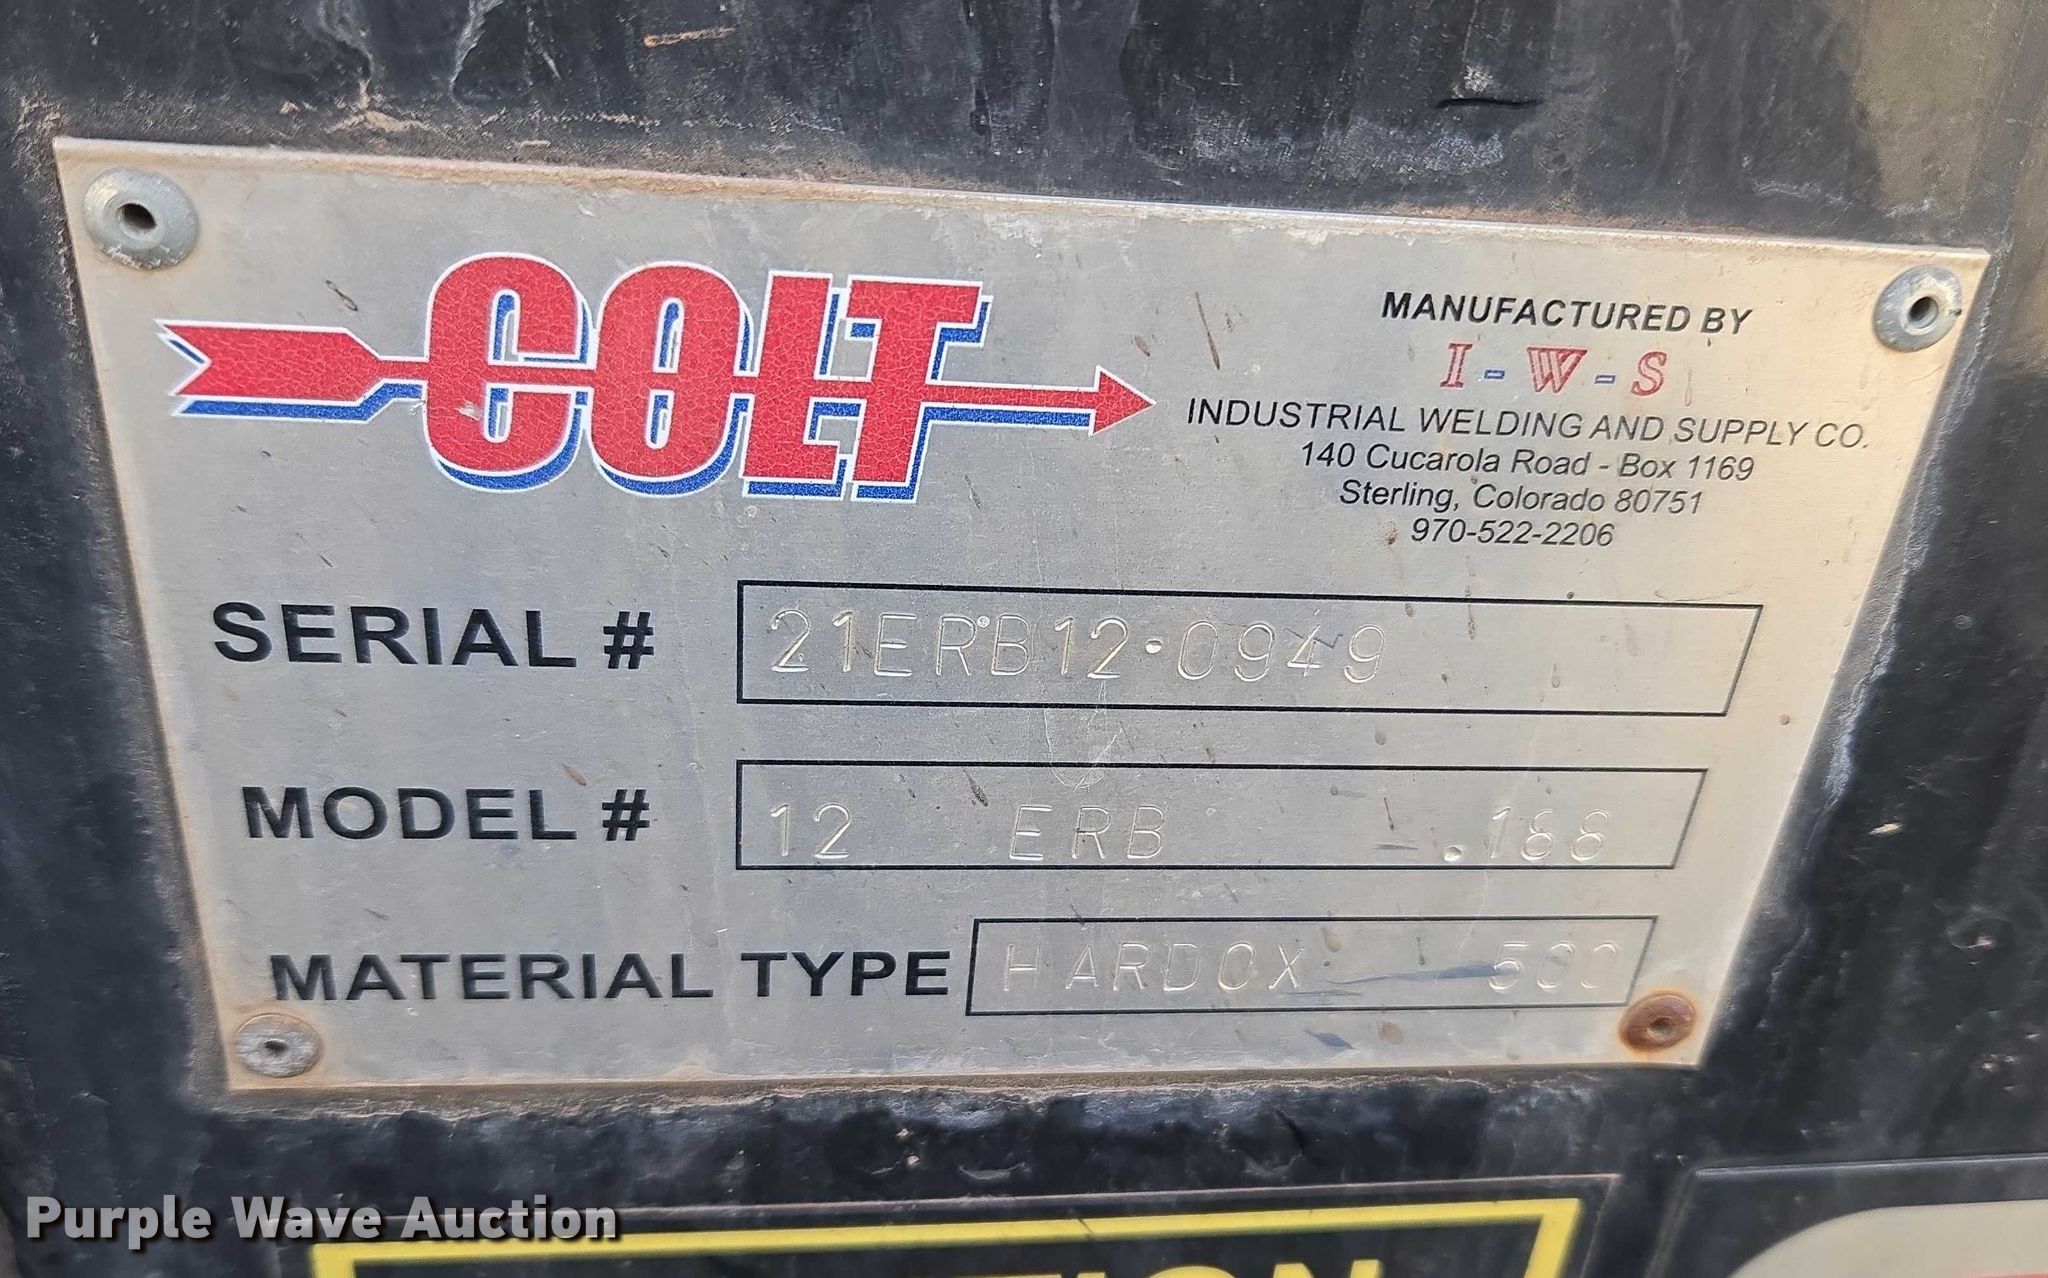 COLT
MANUFACTURED BY
I-W-S
INDUSTRIAL WELDING AND SUPPLY CO.
140 Cucarola Road - Box 1169
Sterling, Colorado 80751
970-522-2206
SERIAL # 21ERB12·0949
MODEL # 12 ERB - .188
MATERIAL TYPE HARDOX 500
Purple Wave Auction